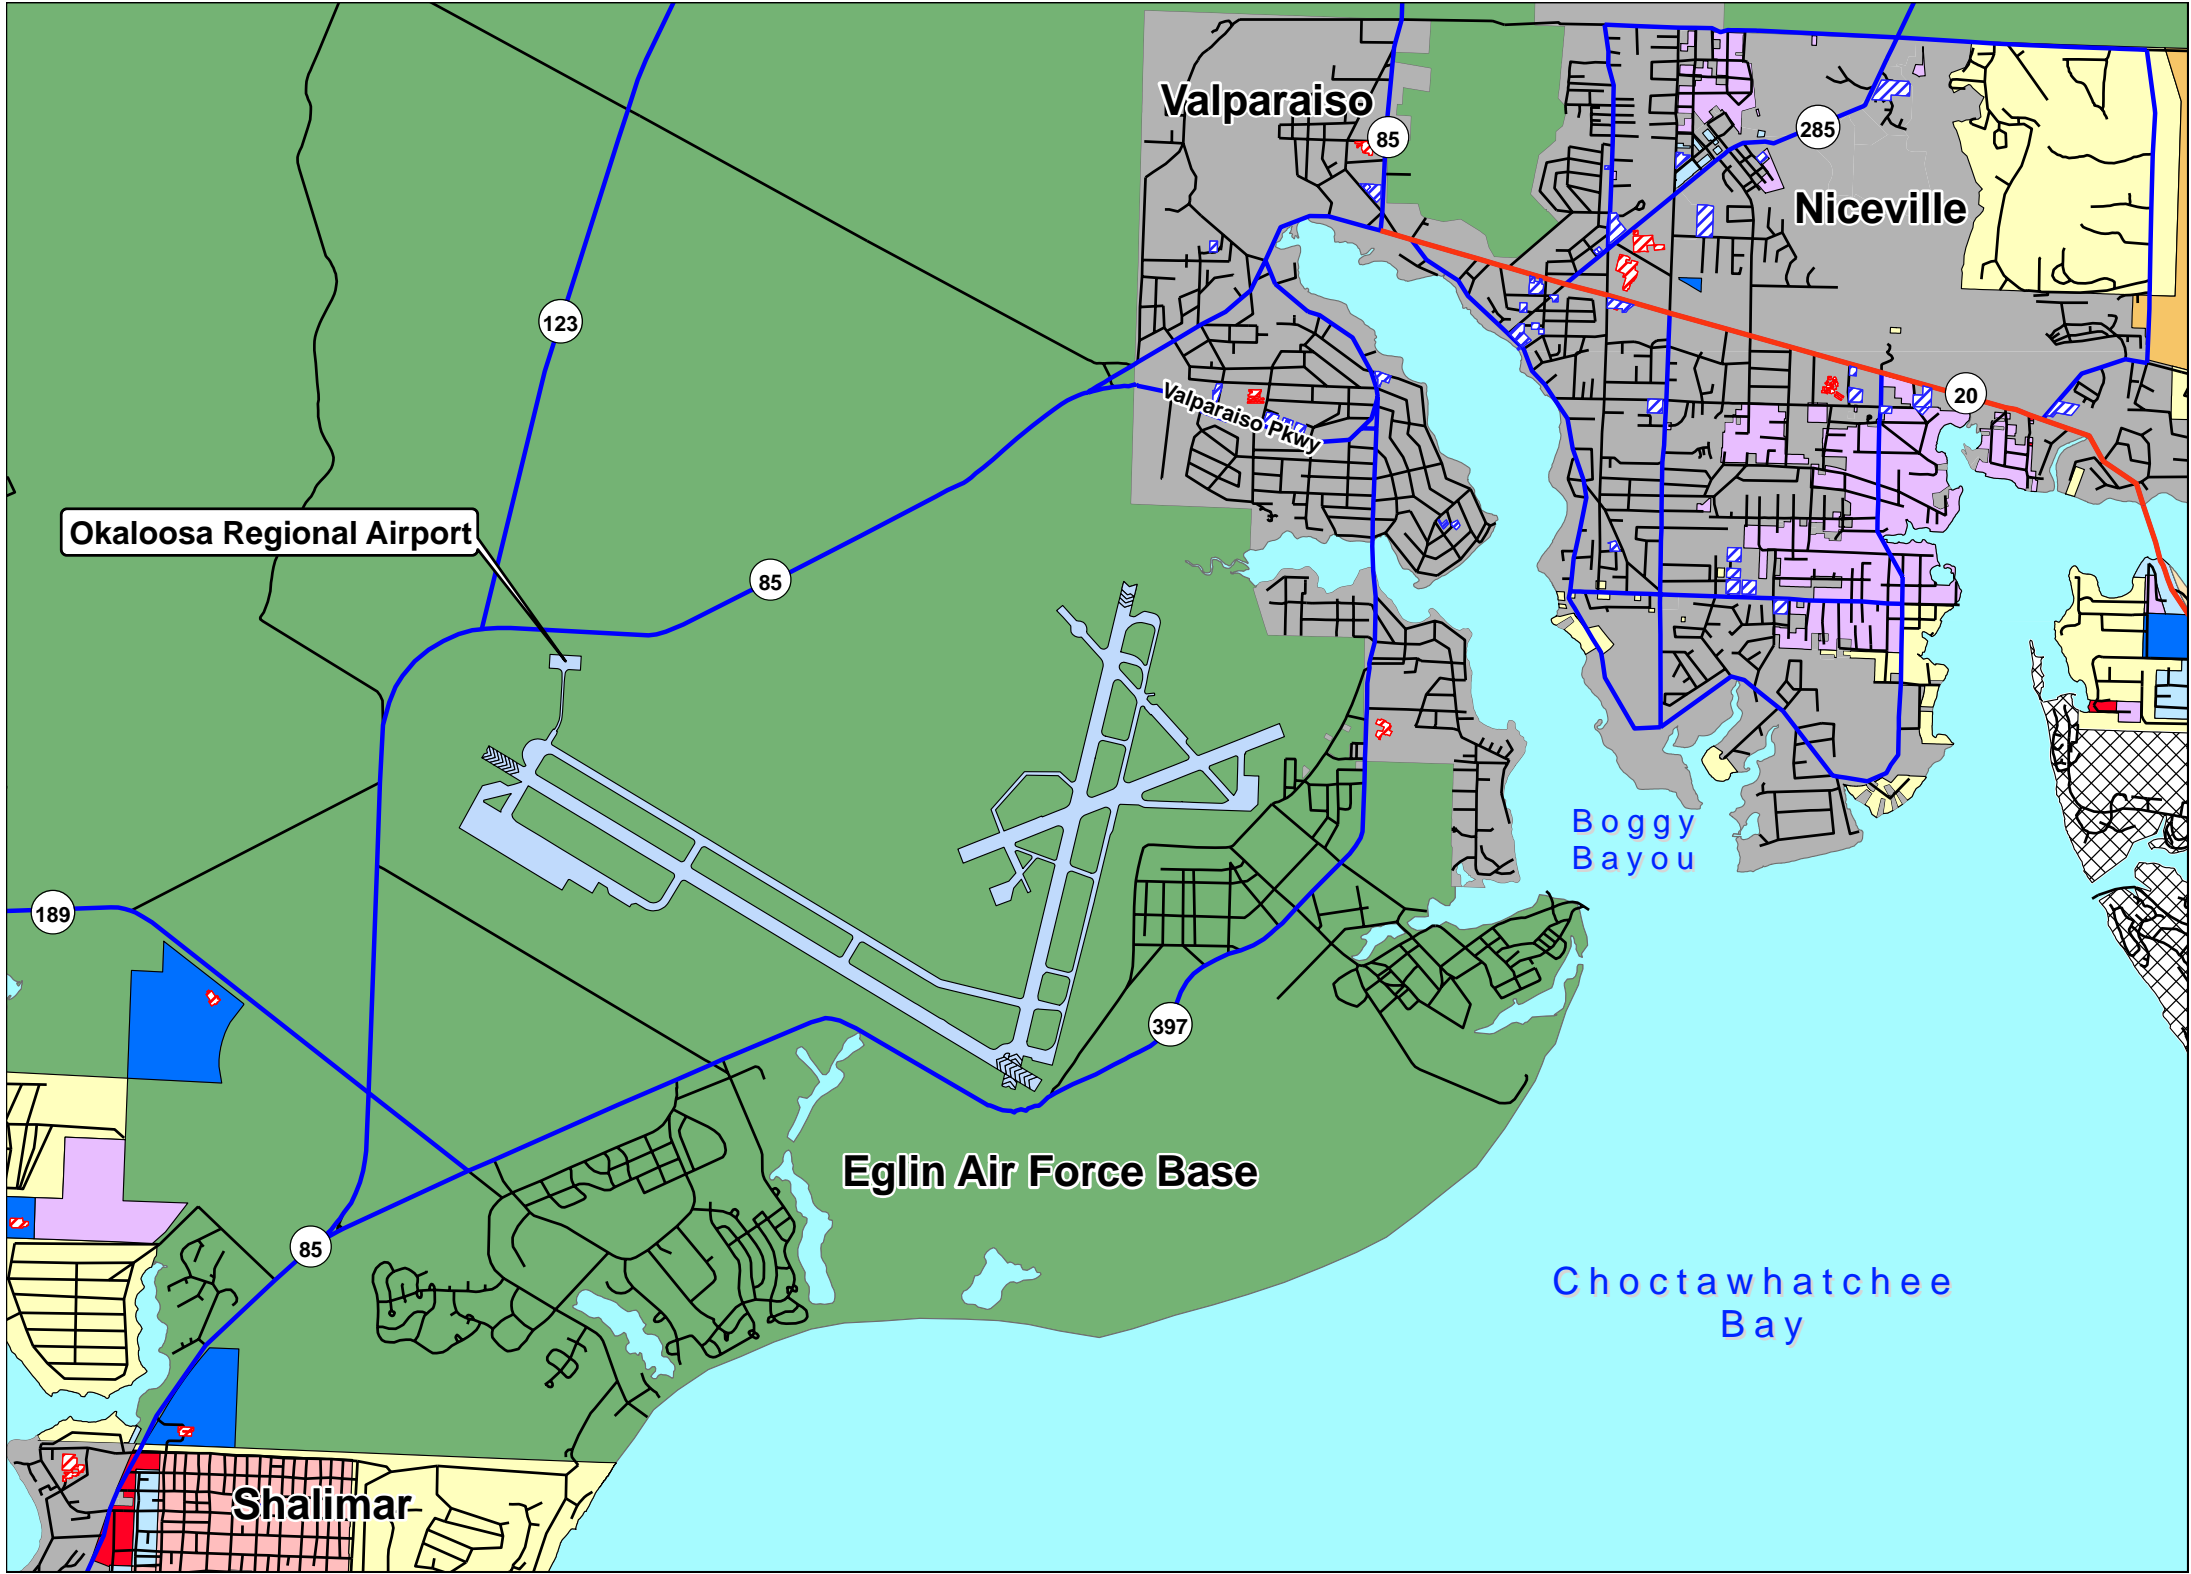 Valparaiso
85
285
Niceville
123
Valparaiso Pkwy
20
Okaloosa Regional Airport
85
Boggy
Bayou
189
397
Eglin Air Force Base
85
Choctawhatchee
Bay
Shalimar